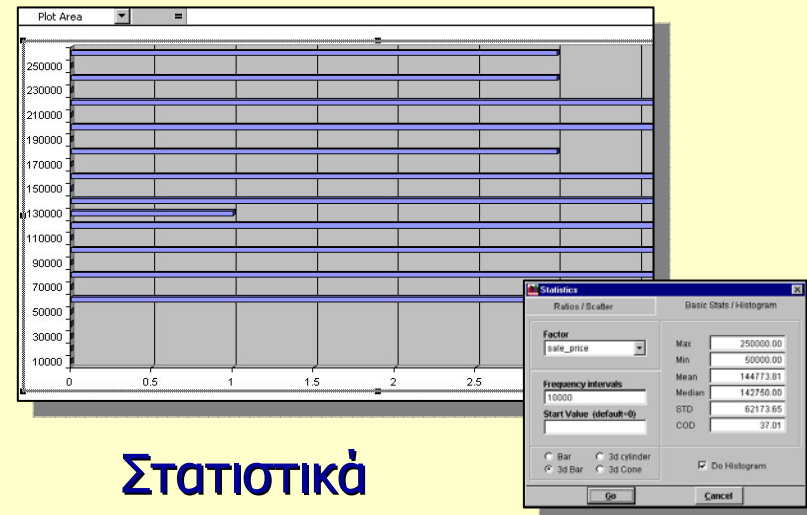 Plot Area =
250000
230000
210000
190000
170000
150000
130000
110000
90000
70000
50000
30000
10000
0 0.5 1 1.5 2 2.5
Statistics
Ratios / Scatter Basic Stats / Histogram
Factor
sale_price
Frequency intervals
10000
Start Value (default=0)
Bar 3d cylinder
3d Bar 3d Cone
Max 250000.00
Min 50000.00
Mean 144773.81
Median 142750.00
STD 62173.65
COD 37.01
Do Histogram
Go Cancel
Στατιστικά